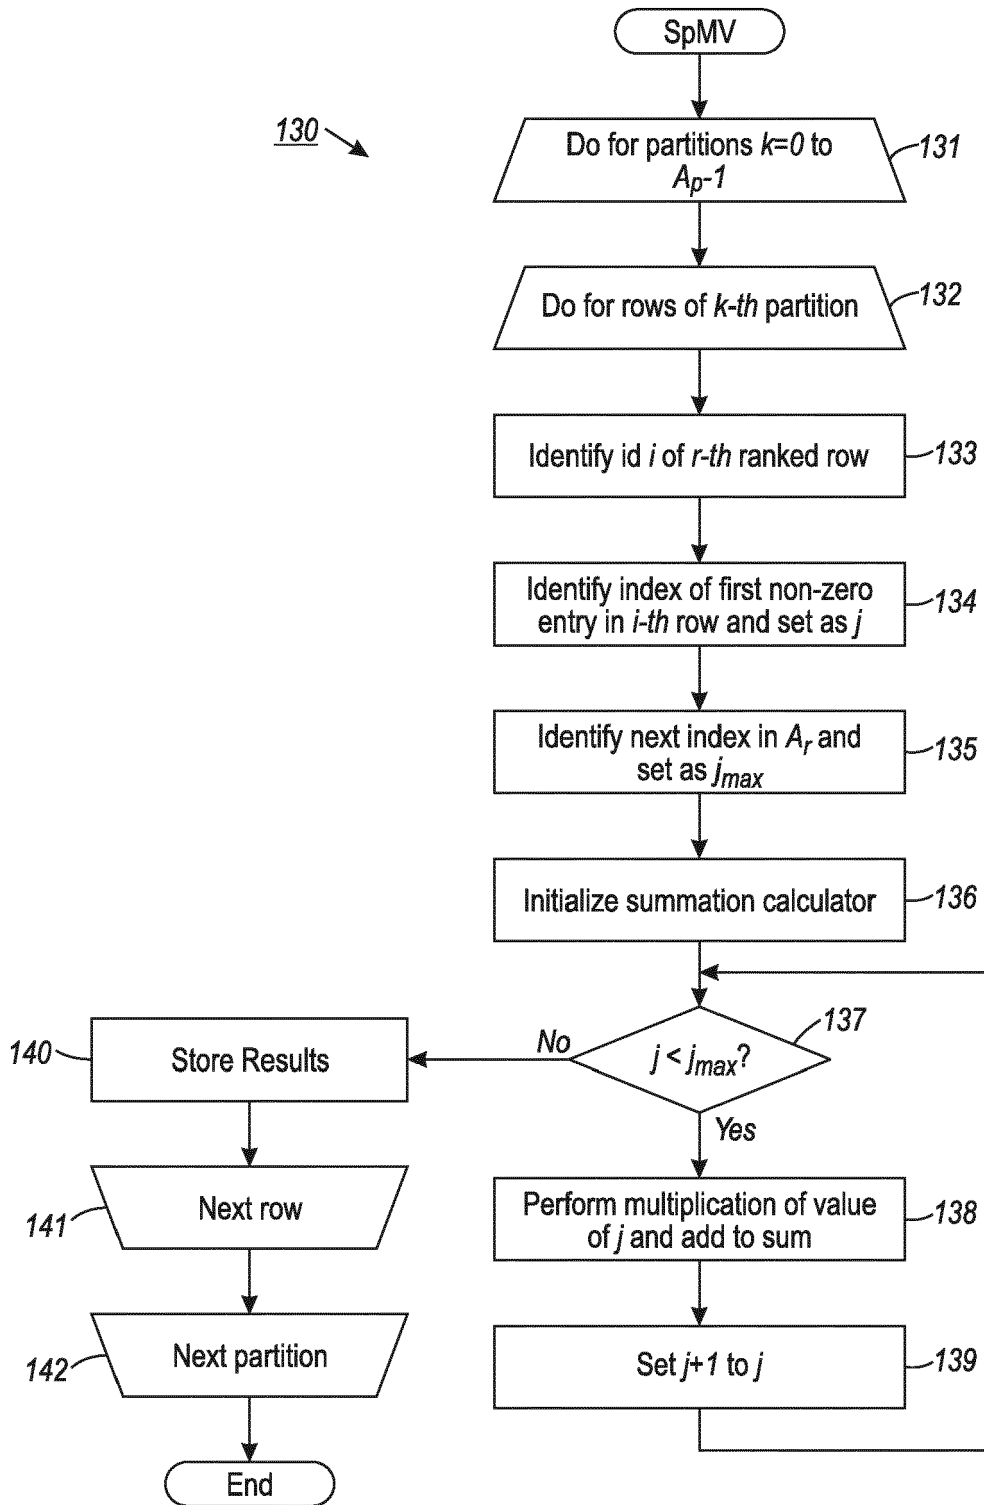 SpMV
130
Do for partitions k=0 to
Ap-1
131
Do for rows of k-th partition
132
Identify id i of r-th ranked row
133
Identify index of first non-zero
entry in i-th row and set as j
134
Identify next index in Ar and
set as jmax
135
Initialize summation calculator
136
j < jmax?
137
No
Yes
Perform multiplication of value
of j and add to sum
138
Set j+1 to j
139
140
Store Results
141
Next row
142
Next partition
End